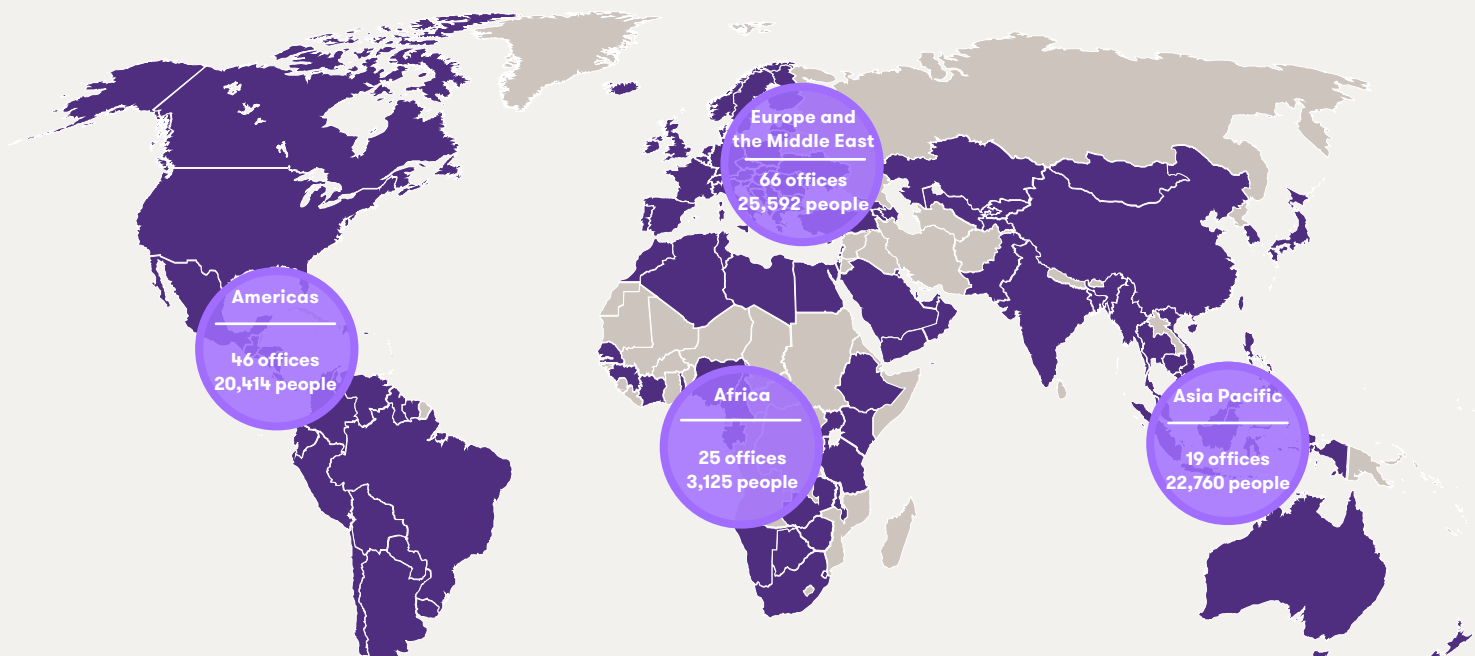 Europe and
the Middle East
66 offices
25,592 people
Americas
46 offices
20,414 people
Africa
25 offices
3,125 people
Asia Pacific
19 offices
22,760 people